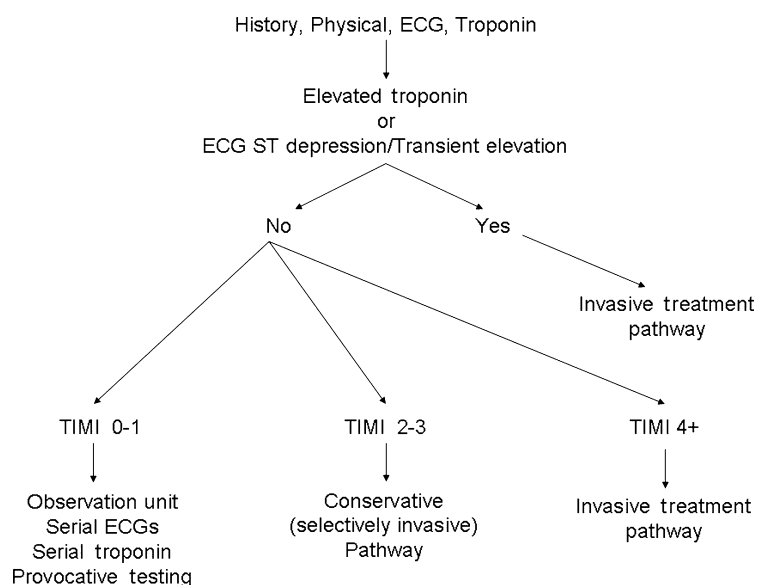 History, Physical, ECG, Troponin
Elevated troponin
or
ECG ST depression/Transient elevation
No
Yes
Invasive treatment
pathway
TIMI 0-1
TIMI 2-3
TIMI 4+
Observation unit
Serial ECGs
Serial troponin
Provocative testing
Conservative
(selectively invasive)
Pathway
Invasive treatment
pathway